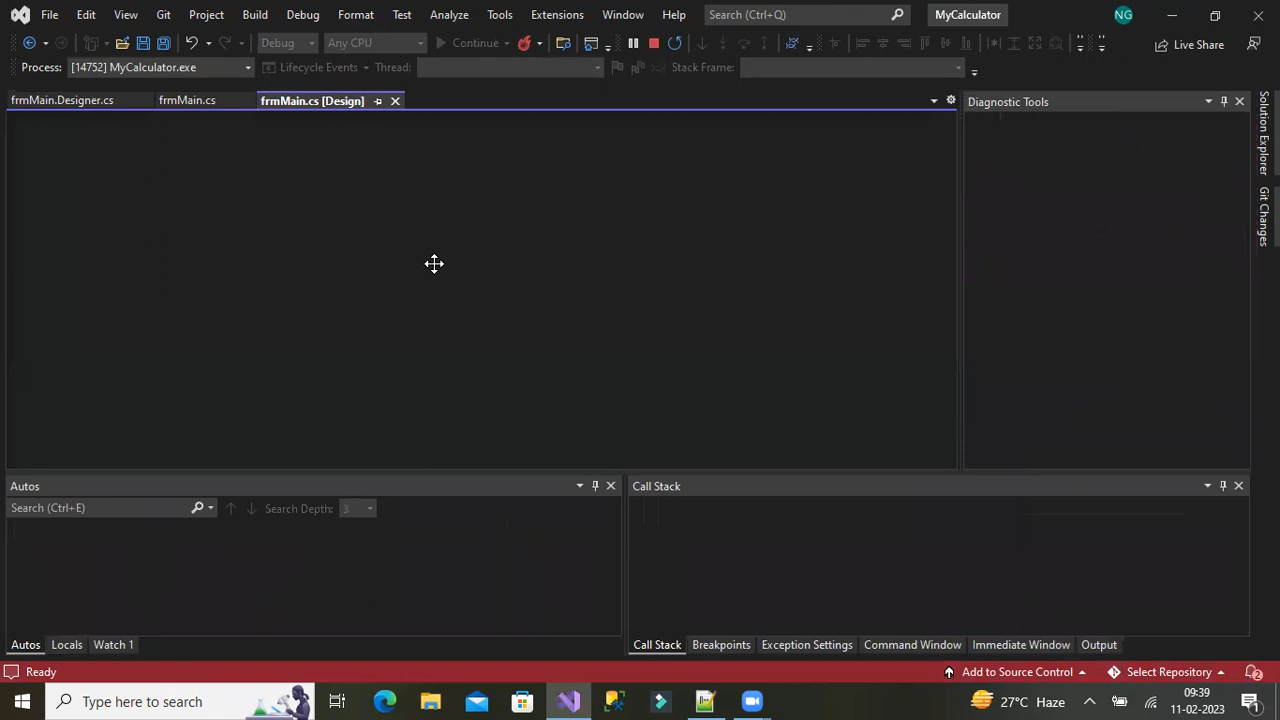 File Edit View Git Project Build Debug Format Test Analyze Tools Extensions Window Help Search (Ctrl+Q) MyCalculator NG
Debug Any CPU Continue Live Share
Process: [14752] MyCalculator.exe Lifecycle Events Thread: Stack Frame:
frmMain.Designer.cs frmMain.cs frmMain.cs [Design] Diagnostic Tools
Solution Explorer
Git Changes
Autos Call Stack
Search (Ctrl+E) Search Depth: 3
Autos Locals Watch 1 Call Stack Breakpoints Exception Settings Command Window Immediate Window Output
Ready Add to Source Control Select Repository 2
Type here to search 27°C Haze 09:39
11-02-2023 1